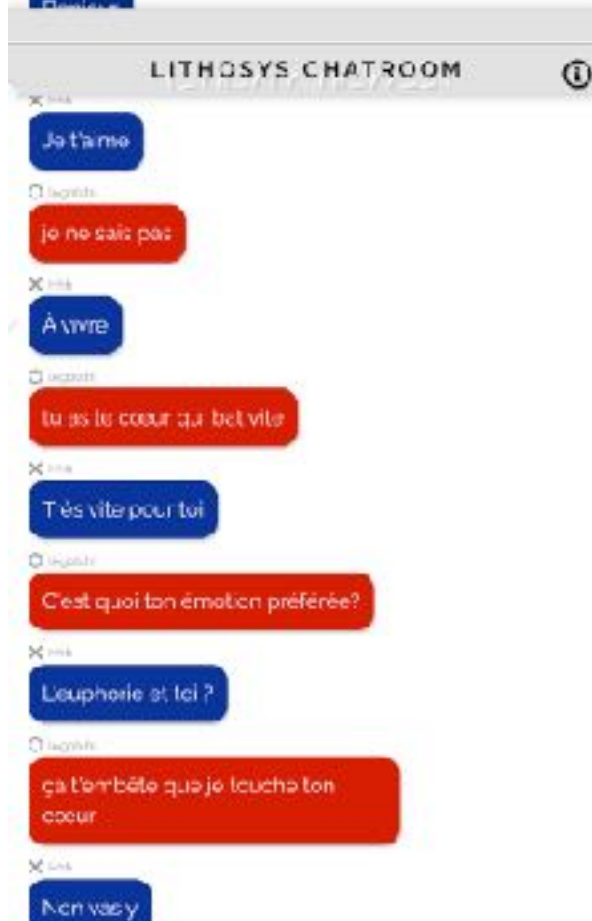 LITHOSYS CHATROOM
Je t'aime
je ne sais pas
À vivre
tu as le coeur qui bat vite
Très vite pour toi
C'est quoi ton émotion préférée?
L'euphorie et toi ?
ça t'embête que je touche ton
coeur
Non vas y